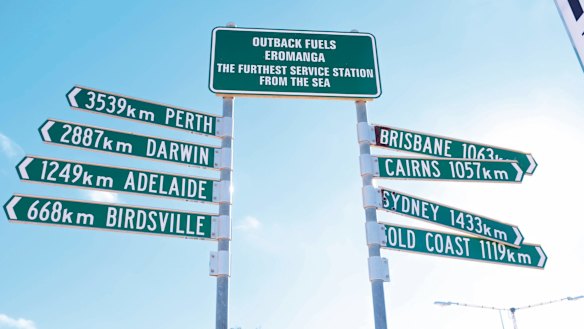 OUTBACK FUELS
EROMANGA
THE FURTHEST SERVICE STATION
FROM THE SEA
3539km PERTH
2887km DARWIN
1249km ADELAIDE
668km BIRDSVILLE
BRISBANE 1063km
CAIRNS 1057km
SYDNEY 1433km
OLD COAST 1119km